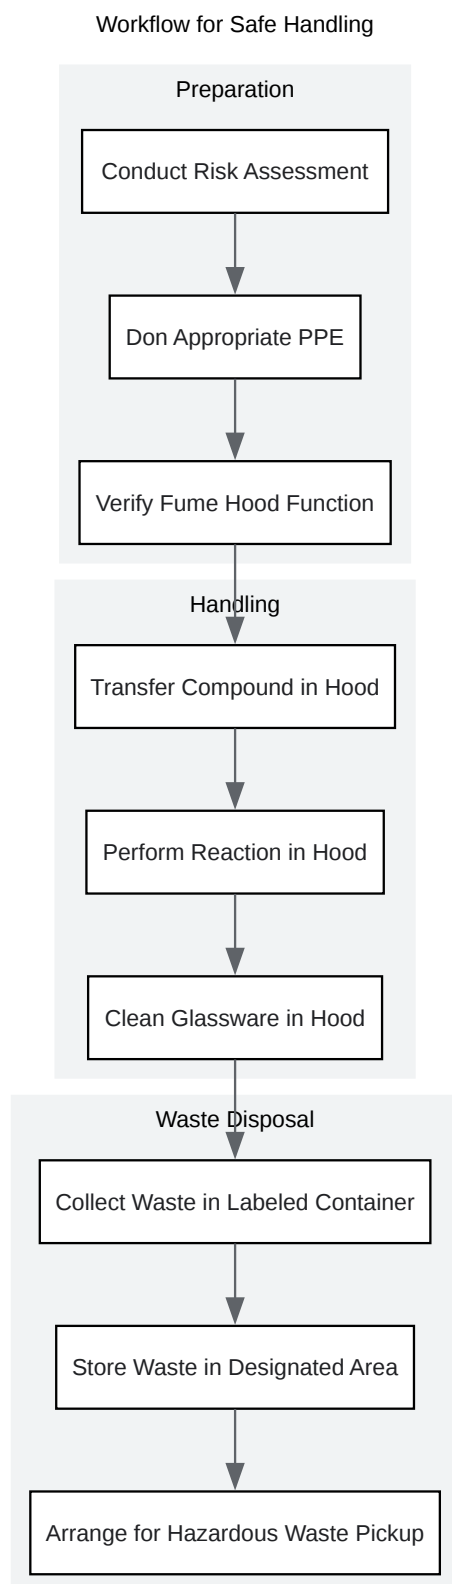 Workflow for Safe Handling
Preparation
Conduct Risk Assessment
Don Appropriate PPE
Verify Fume Hood Function
Handling
Transfer Compound in Hood
Perform Reaction in Hood
Clean Glassware in Hood
Waste Disposal
Collect Waste in Labeled Container
Store Waste in Designated Area
Arrange for Hazardous Waste Pickup